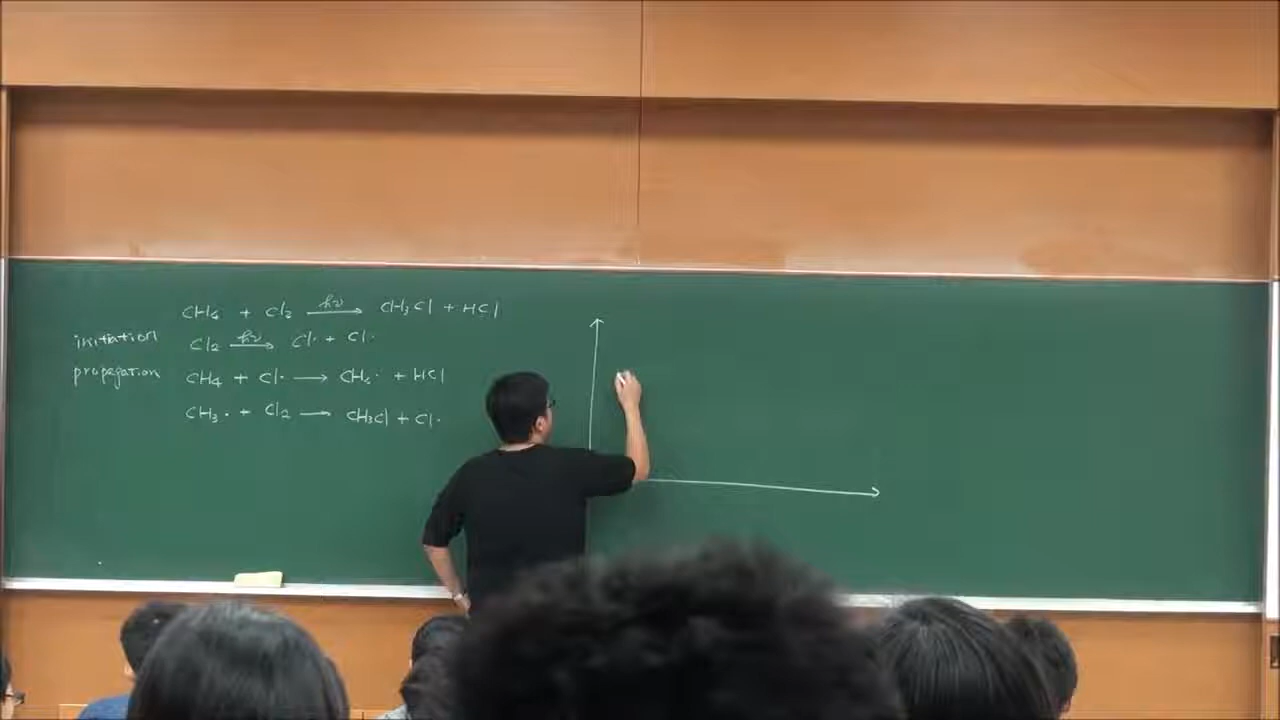 CH₄ + Cl₂ —hν→ CH₃Cl + HCl
initiation Cl₂ —hν→ Cl· + Cl·
propagation CH₄ + Cl· → CH₃· + HCl
CH₃· + Cl₂ → CH₃Cl + Cl·